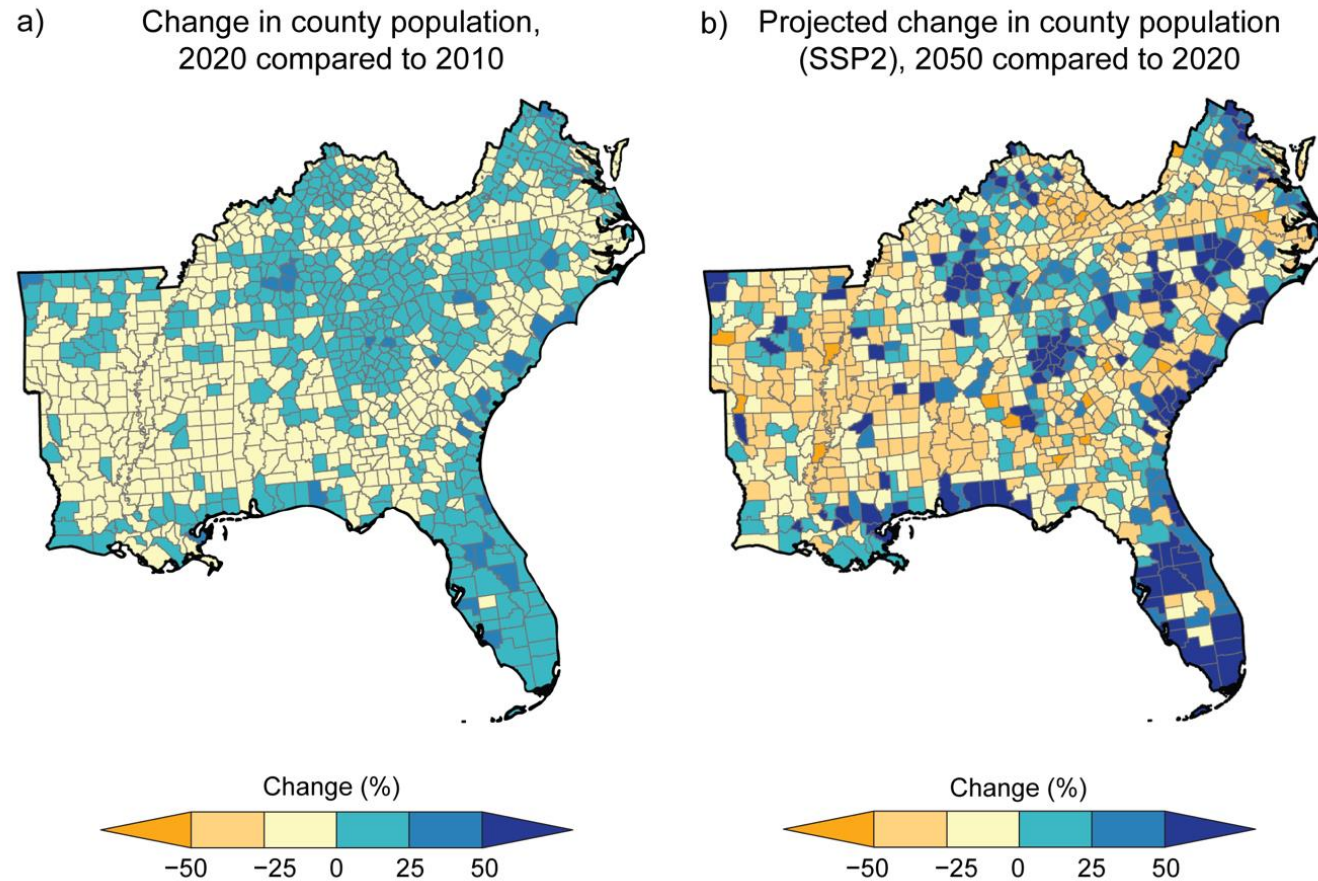 a) Change in county population,
2020 compared to 2010
b) Projected change in county population
(SSP2), 2050 compared to 2020
Change (%)
−50 −25 0 25 50
Change (%)
−50 −25 0 25 50